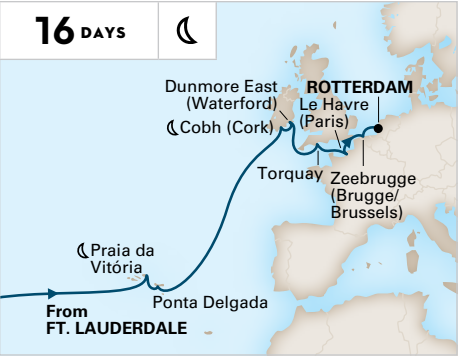 16 DAYS
Dunmore East
(Waterford)
ROTTERDAM
Le Havre
(Paris)
Cobh (Cork)
Torquay
Zeebrugge
(Brugge/
Brussels)
Praia da
Vitória
Ponta Delgada
From
FT. LAUDERDALE